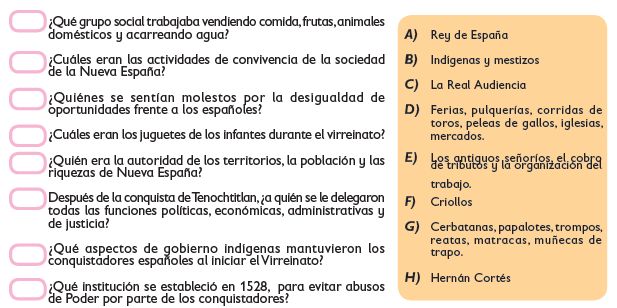 ¿Qué grupo social trabajaba vendiendo comida, frutas, animales
domésticos y acarreando agua?
¿Cuáles eran las actividades de convivencia de la sociedad
de la Nueva España?
¿Quiénes se sentían molestos por la desigualdad de
oportunidades frente a los españoles?
¿Cuáles eran los juguetes de los infantes durante el virreinato?
¿Quién era la autoridad de los territorios, la población y las
riquezas de Nueva España?
Después de la conquista de Tenochtitlan, ¿a quién se le delegaron
todas las funciones políticas, económicas, administrativas y
de justicia?
¿Qué aspectos de gobierno indígenas mantuvieron los
conquistadores españoles al iniciar el Virreinato?
¿Qué institución se estableció en 1528, para evitar abusos
de Poder por parte de los conquistadores?
A) Rey de España
B) Indígenas y mestizos
C) La Real Audiencia
D) Ferias, pulquerías, corridas de
toros, peleas de gallos, iglesias,
mercados.
E) Los antiguos señoríos, el cobro
de tributos y la organización del
trabajo.
F) Criollos
G) Cerbatanas, papalotes, trompos,
reatas, matracas, muñecas de
trapo.
H) Hernán Cortés